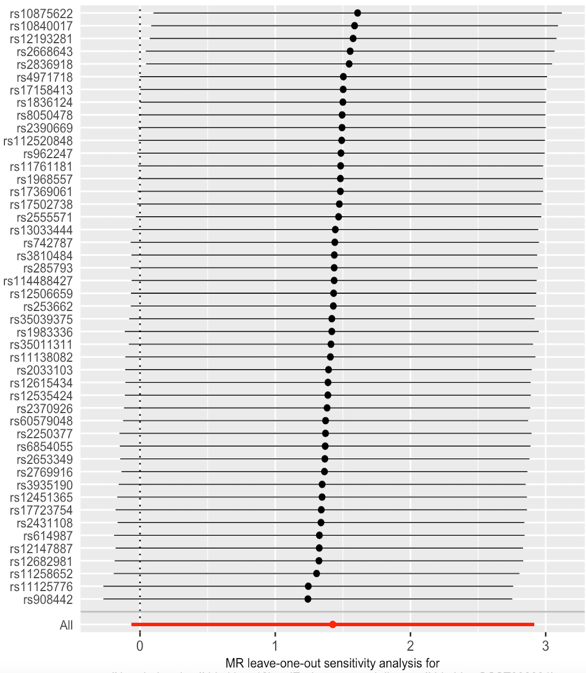 rs10875622
rs10840017
rs12193281
rs2668643
rs2836918
rs4971718
rs17158413
rs1836124
rs8050478
rs2390669
rs112520848
rs962247
rs11761181
rs1968557
rs17369061
rs17502738
rs2555571
rs13033444
rs742787
rs3810484
rs285793
rs114488427
rs12506659
rs253662
rs35039375
rs1983336
rs35011311
rs11138082
rs2033103
rs12615434
rs12535424
rs2370926
rs60579048
rs2250377
rs6854055
rs2653349
rs2769916
rs3935190
rs12451365
rs17723754
rs2431108
rs614987
rs12147887
rs12682981
rs11258652
rs11125776
rs908442
All
0 1 2 3
MR leave-one-out sensitivity analysis for